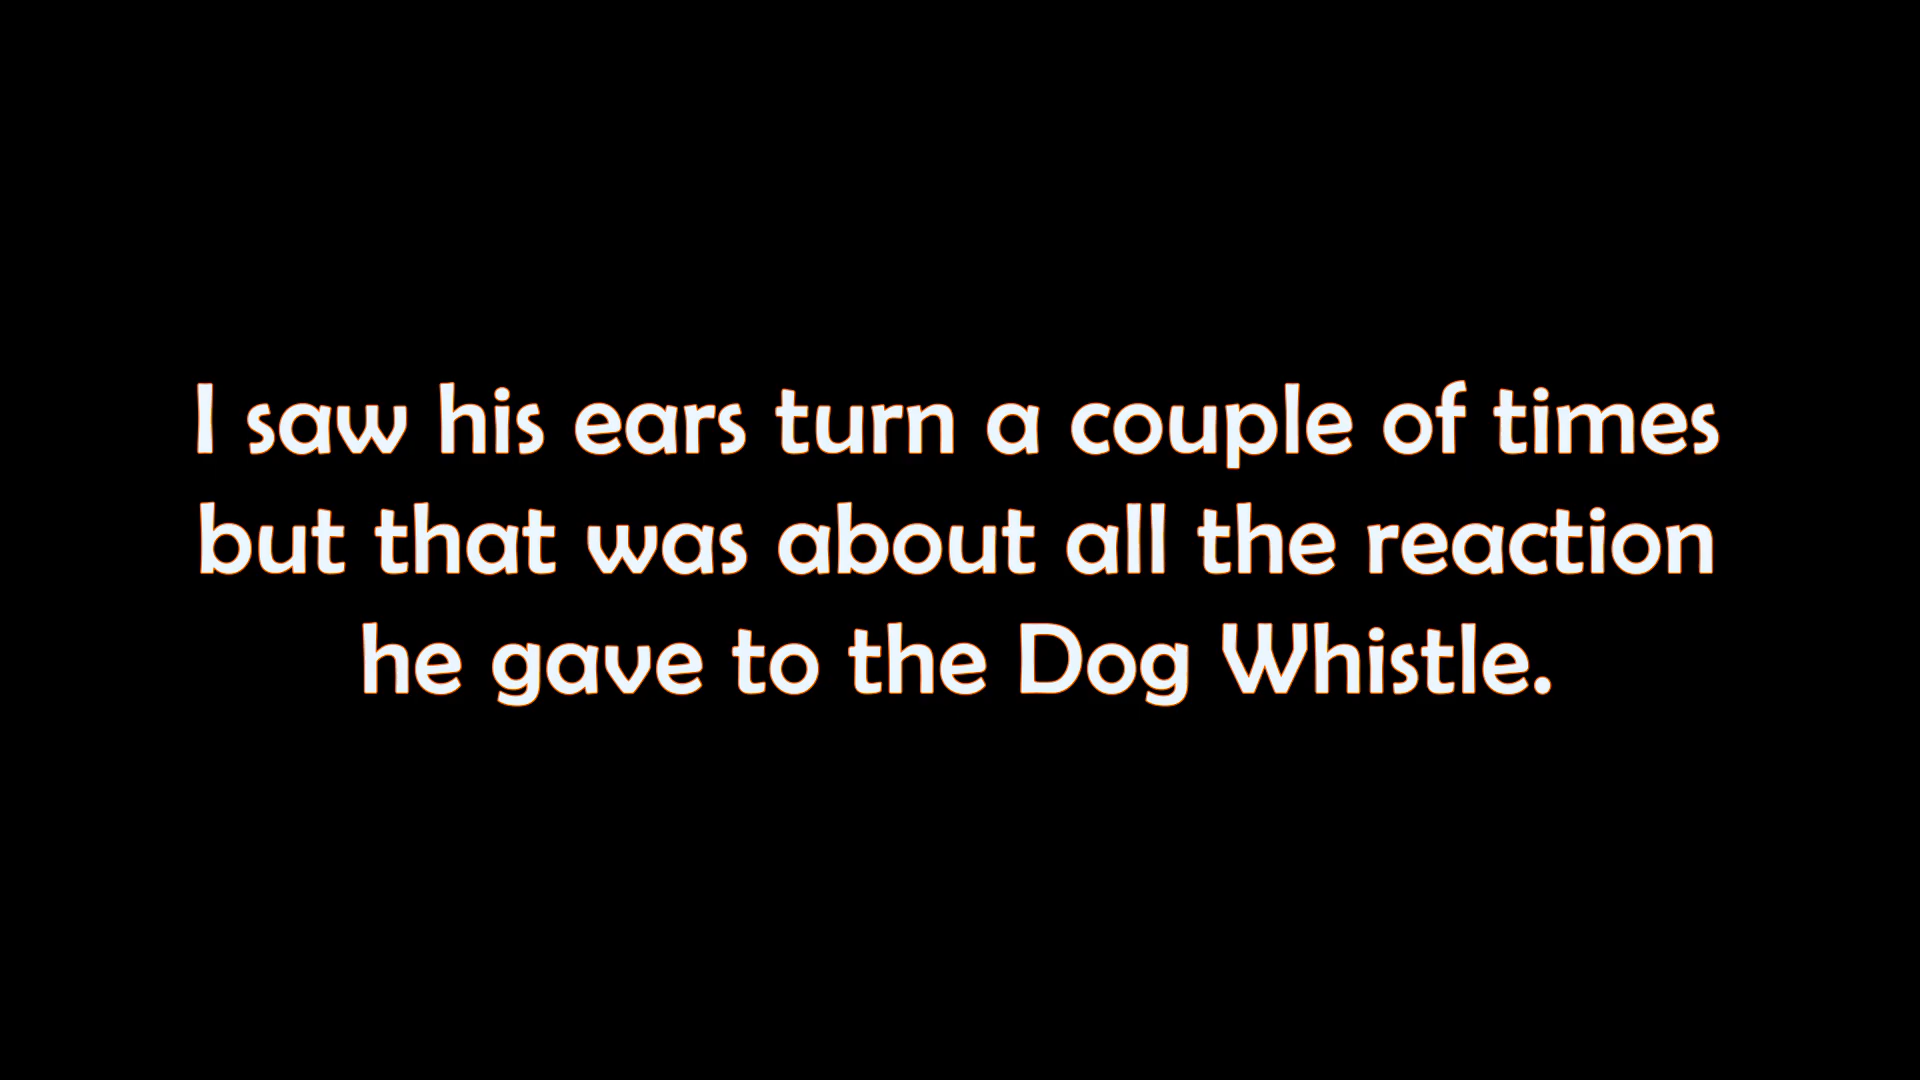 I saw his ears turn a couple of times
but that was about all the reaction
he gave to the Dog Whistle.